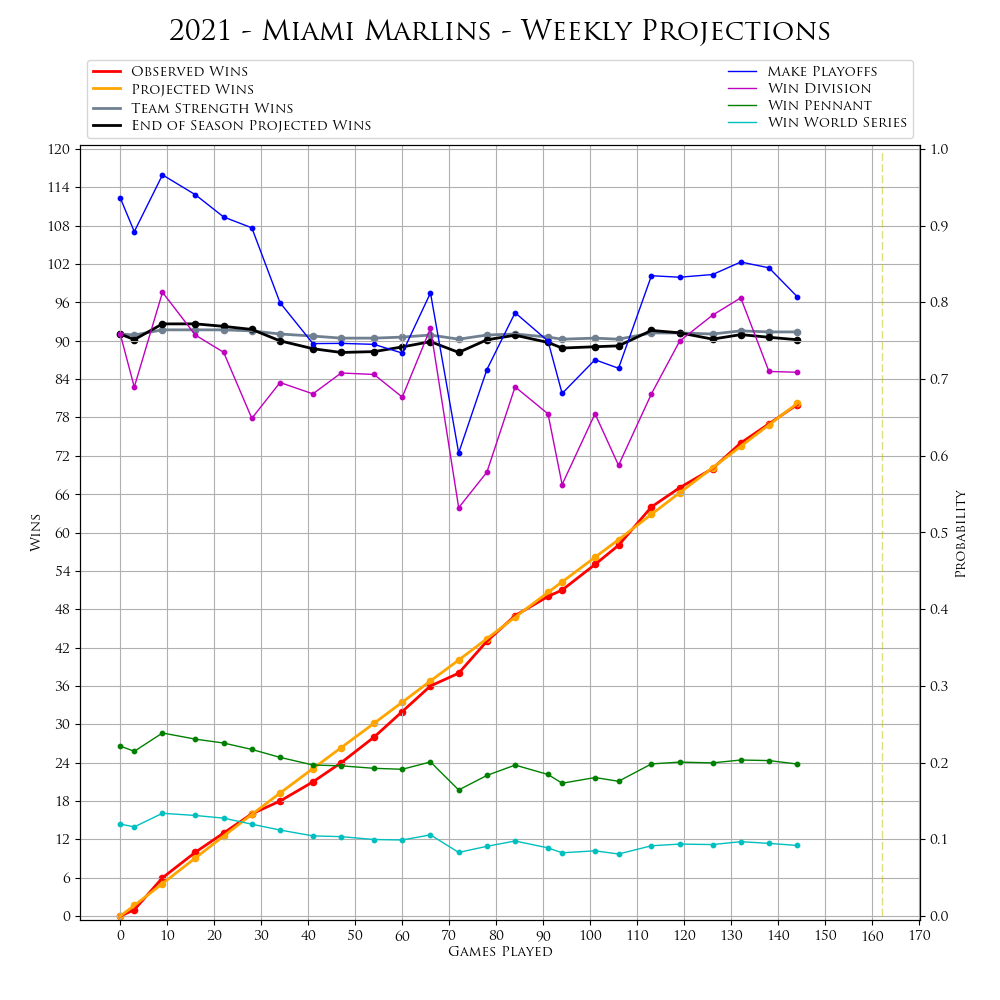 2021 - Miami Marlins - Weekly Projections
Observed Wins
Projected Wins
Team Strength Wins
End of Season Projected Wins
Make Playoffs
Win Division
Win Pennant
Win World Series
120
114
108
102
96
90
84
78
72
66
60
54
48
42
36
30
24
18
12
6
0
Wins
1.0
0.9
0.8
0.7
0.6
0.5
0.4
0.3
0.2
0.1
0.0
Probability
0 10 20 30 40 50 60 70 80 90 100 110 120 130 140 150 160 170
Games Played